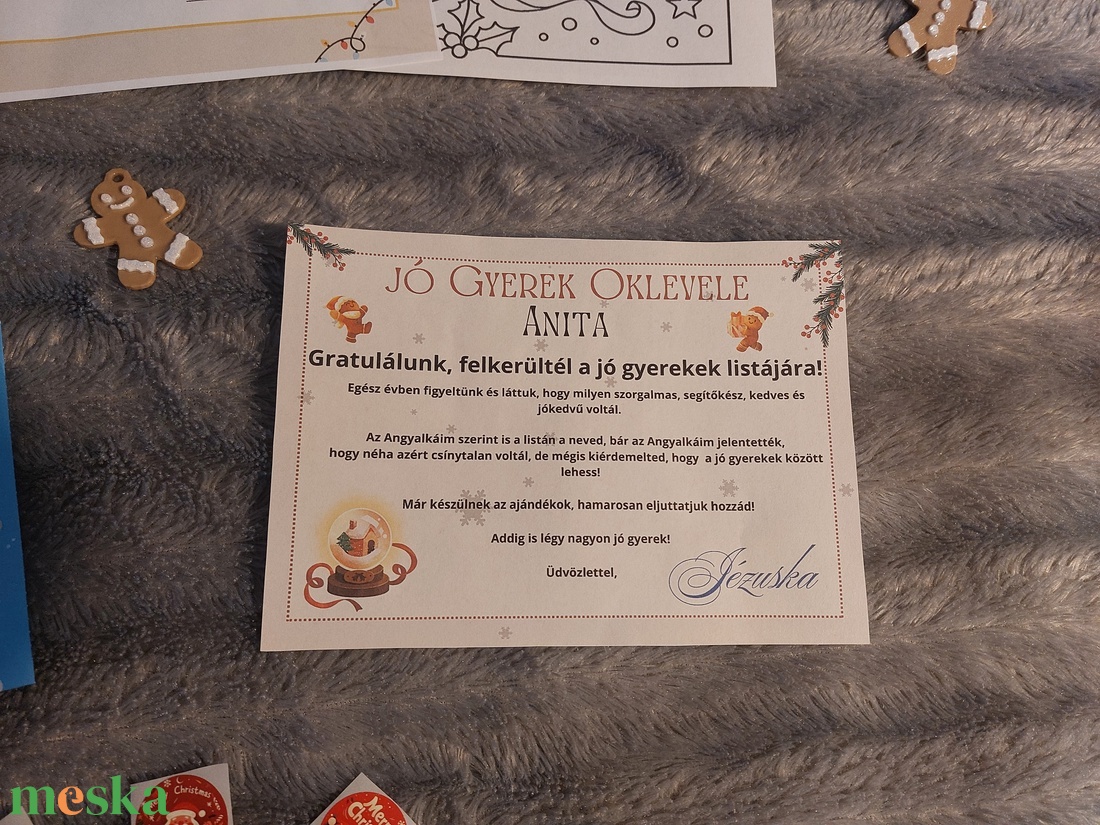 JÓ GYEREK OKLEVELE
ANITA
Gratulálunk, felkerültél a jó gyerekek listájára!
Egész évben figyeltünk és láttuk, hogy milyen szorgalmas, segítőkész, kedves és
jókedvű voltál.
Az Angyalkáim szerint is a listán a neved, bár az Angyalkáim jelentették,
hogy néha azért csínytalan voltál, de mégis kiérdemelted, hogy a jó gyerekek között
lehess!
Már készülnek az ajándékok, hamarosan eljuttatjuk hozzád!
Addig is légy nagyon jó gyerek!
Üdvözlettel,
Jézuska
meska
Christmas
Merry